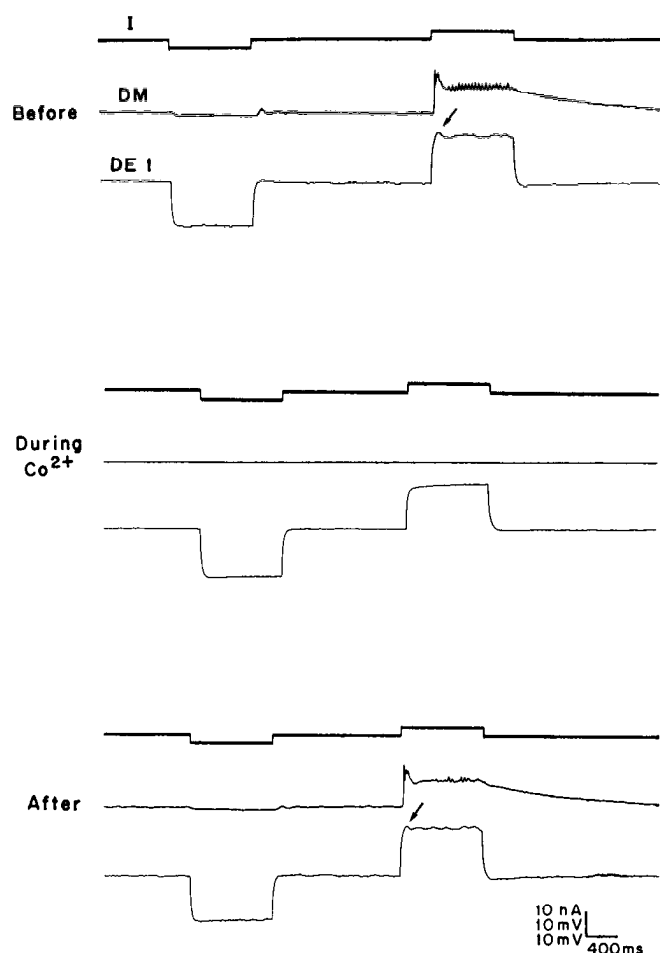 I
Before
DM
DE 1
During
Co2+
After
10 nA
10 mV
10 mV
400ms